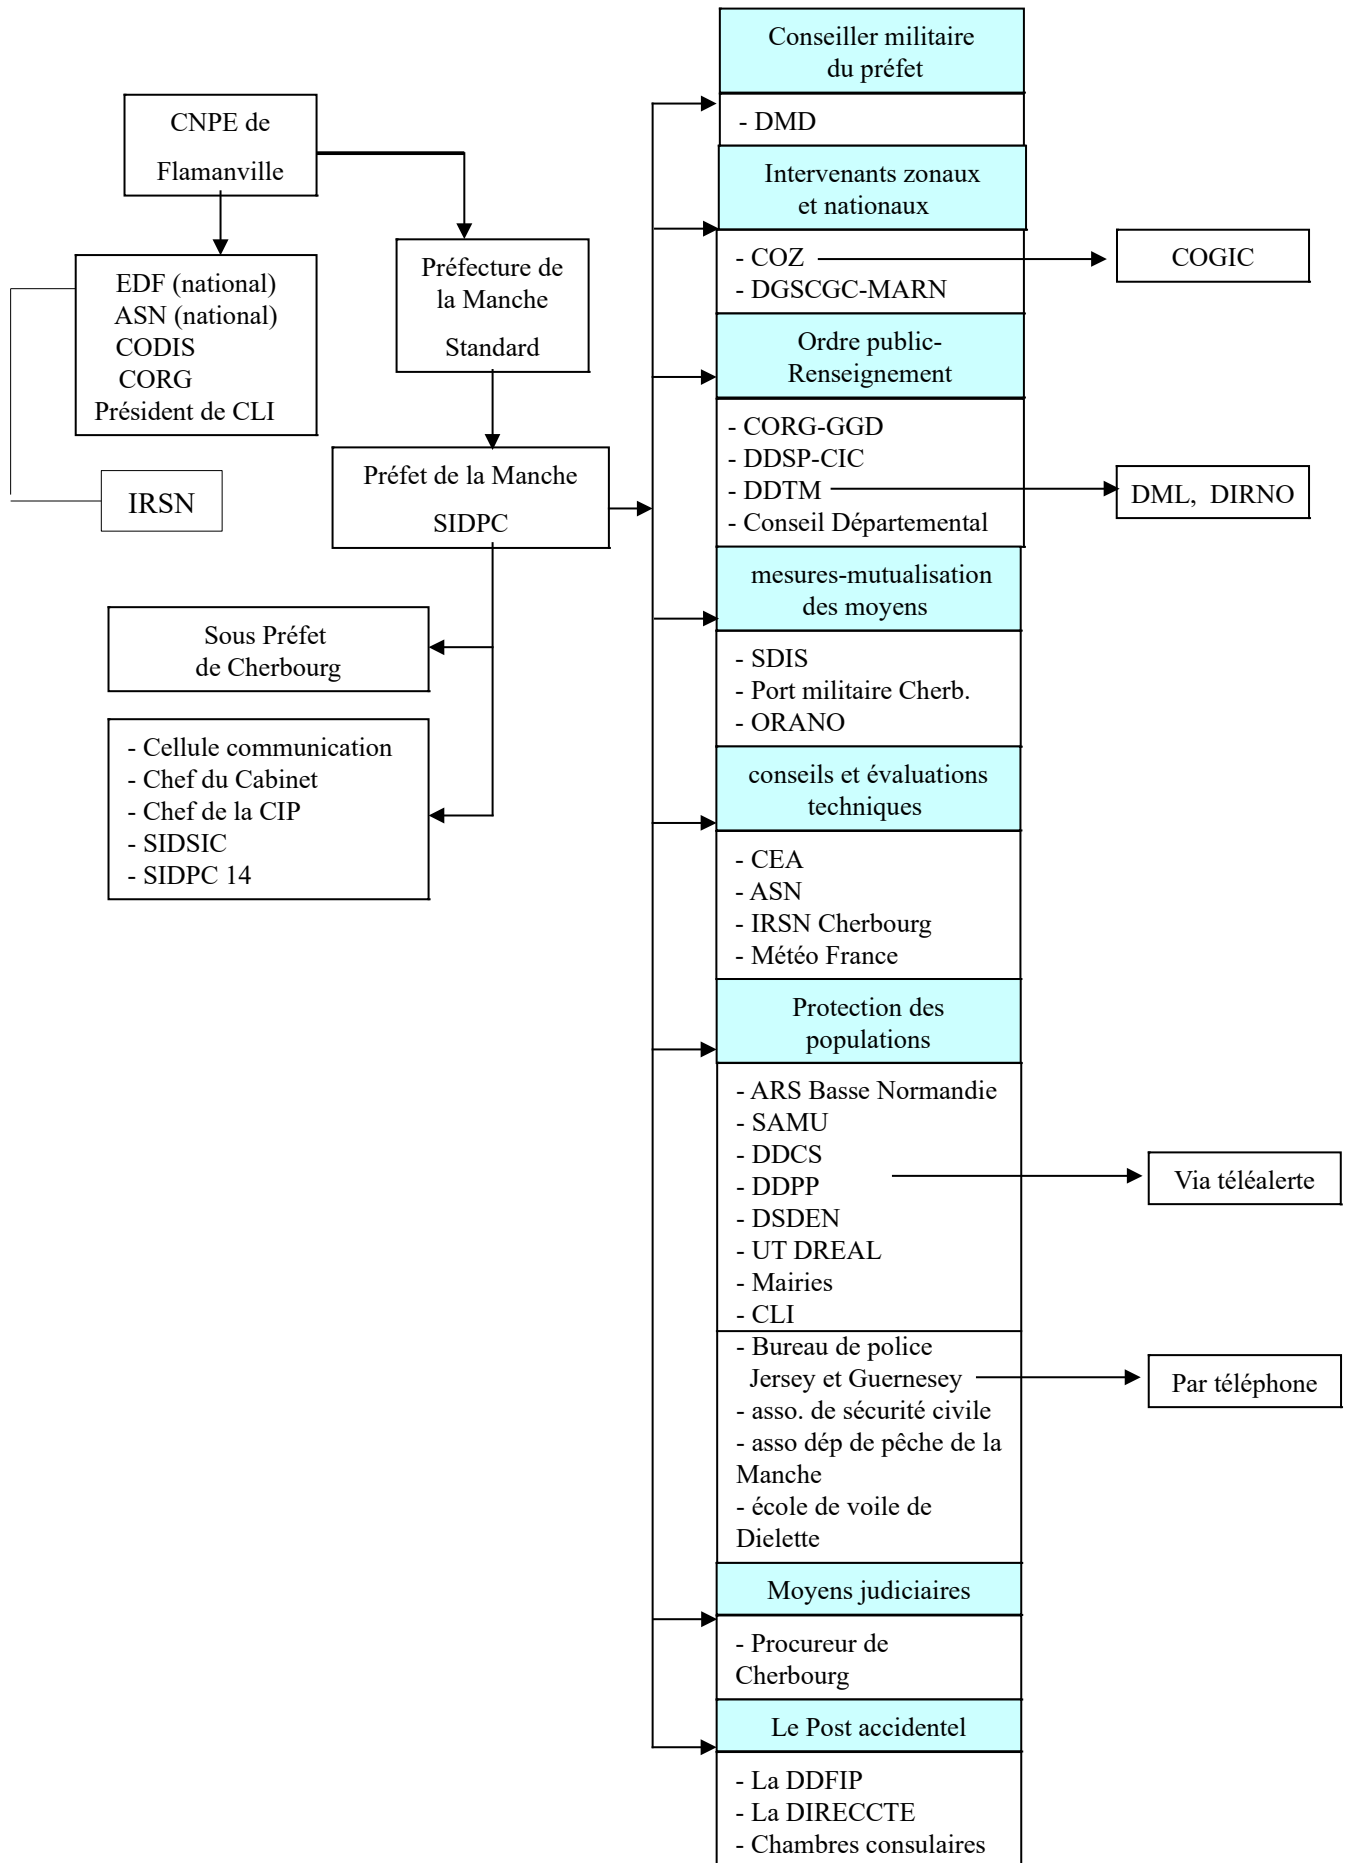 CNPE de
Flamanville
EDF (national)
ASN (national)
CODIS
CORG
Président de CLI
IRSN
Préfecture de
la Manche
Standard
Préfet de la Manche
SIDPC
Sous Préfet
de Cherbourg
- Cellule communication
- Chef du Cabinet
- Chef de la CIP
- SIDSIC
- SIDPC 14
Conseiller militaire
du préfet
- DMD
Intervenants zonaux
et nationaux
- COZ
- DGSCGC-MARN
COGIC
Ordre public-
Renseignement
- CORG-GGD
- DDSP-CIC
- DDTM
- Conseil Départemental
DML, DIRNO
mesures-mutualisation
des moyens
- SDIS
- Port militaire Cherb.
- ORANO
conseils et évaluations
techniques
- CEA
- ASN
- IRSN Cherbourg
- Météo France
Protection des
populations
- ARS Basse Normandie
- SAMU
- DDCS
- DDPP
- DSDEN
- UT DREAL
- Mairies
- CLI
Via téléalerte
- Bureau de police
Jersey et Guernesey
- asso. de sécurité civile
- asso dép de pêche de la
Manche
- école de voile de
Dielette
Par téléphone
Moyens judiciaires
- Procureur de
Cherbourg
Le Post accidentel
- La DDFIP
- La DIRECCTE
- Chambres consulaires